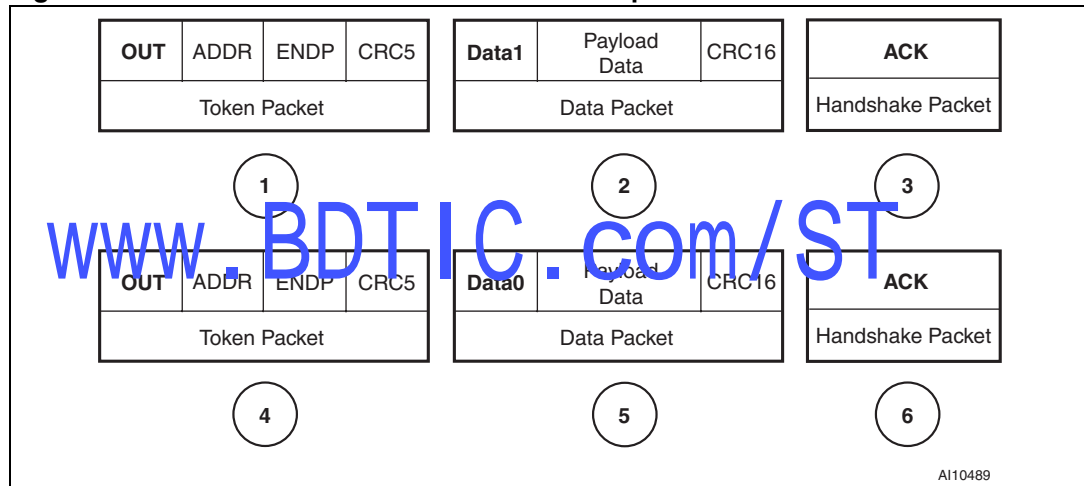 OUT ADDR ENDP CRC5 Data1 Payload Data CRC16 ACK
Token Packet Data Packet Handshake Packet
1 2 3
www.BDTIC.com/ST
OUT ADDR ENDP CRC5 Data0 Payload Data CRC16 ACK
Token Packet Data Packet Handshake Packet
4 5 6
AI10489